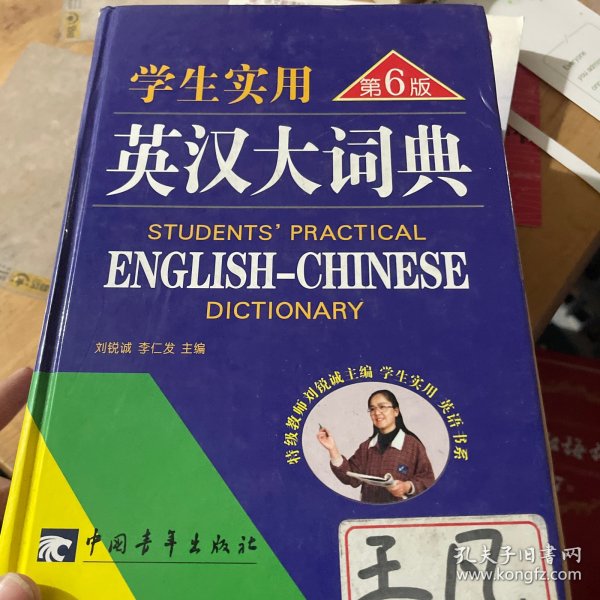 学生实用
第6版
英汉大词典
STUDENTS' PRACTICAL
ENGLISH–CHINESE
DICTIONARY
刘锐诚 李仁发 主编
特级教师刘锐诚主编 学生实用 英语书系
中国青年出版社
王凡
孔夫子旧书网
www.kongfz.com